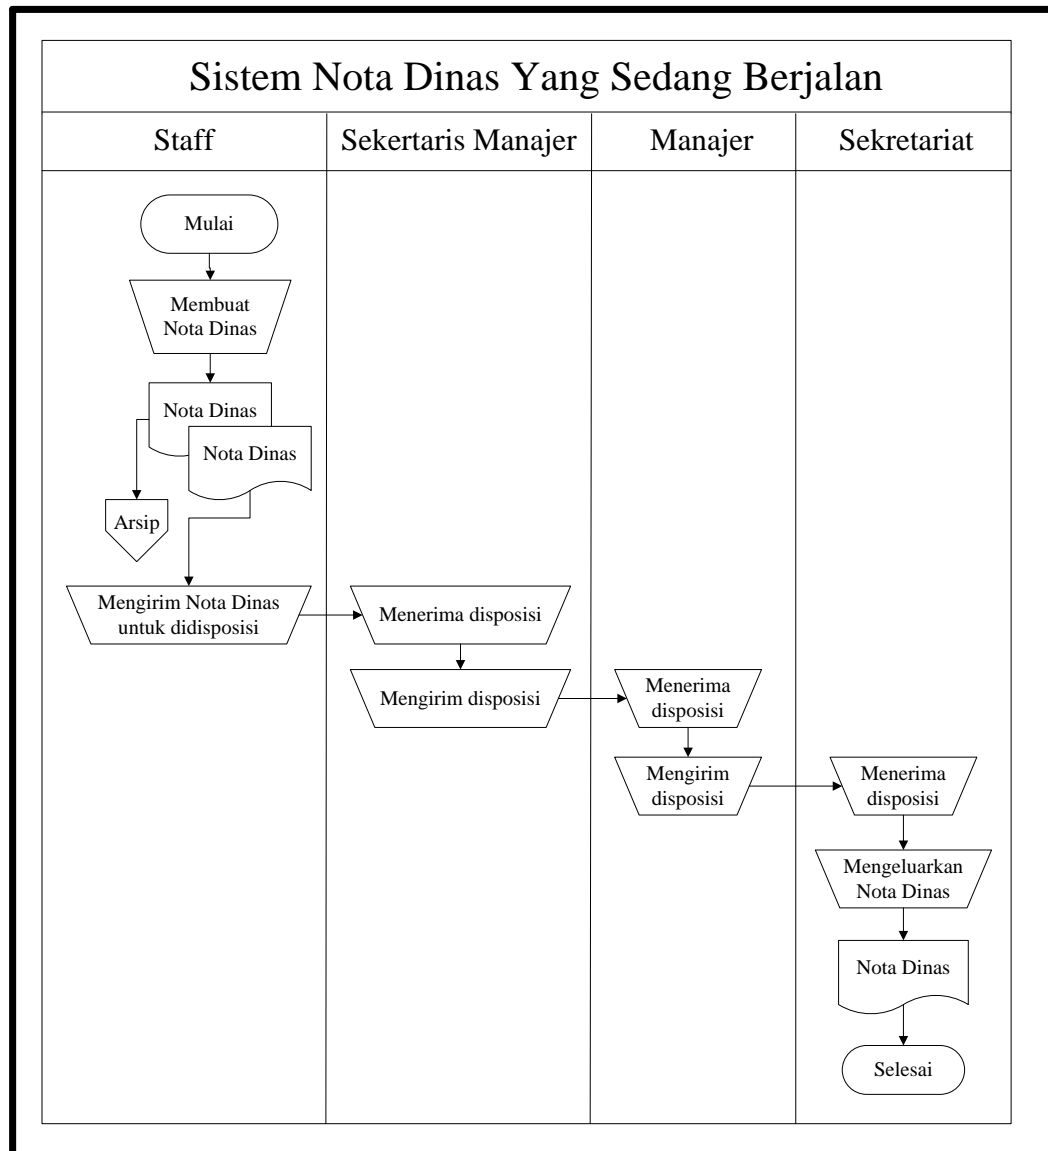 Sistem Nota Dinas Yang Sedang Berjalan
Staff
Sekertaris Manajer
Manajer
Sekretariat
Mulai
Membuat
Nota Dinas
Nota Dinas
Nota Dinas
Arsip
Mengirim Nota Dinas
untuk didisposisi
Menerima disposisi
Mengirim disposisi
Menerima
disposisi
Mengirim
disposisi
Menerima
disposisi
Mengeluarkan
Nota Dinas
Nota Dinas
Selesai